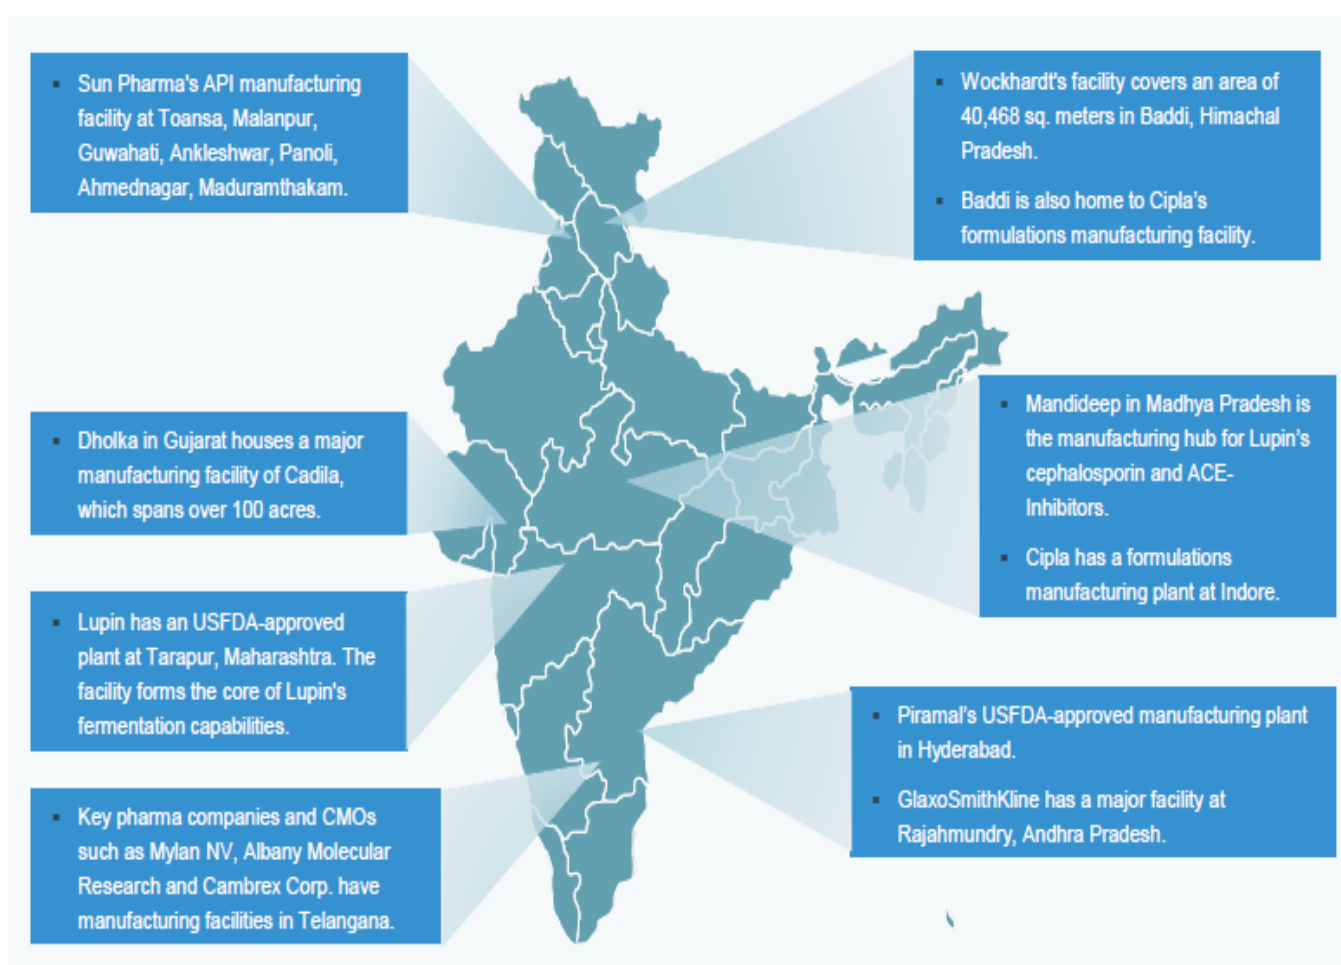 ▪ Sun Pharma's API manufacturing
facility at Toansa, Malanpur,
Guwahati, Ankleshwar, Panoli,
Ahmednagar, Maduramthakam.
▪ Wockhardt's facility covers an area of
40,468 sq. meters in Baddi, Himachal
Pradesh.
▪ Baddi is also home to Cipla's
formulations manufacturing facility.
▪ Dholka in Gujarat houses a major
manufacturing facility of Cadila,
which spans over 100 acres.
▪ Mandideep in Madhya Pradesh is
the manufacturing hub for Lupin's
cephalosporin and ACE-
Inhibitors.
▪ Cipla has a formulations
manufacturing plant at Indore.
▪ Lupin has an USFDA-approved
plant at Tarapur, Maharashtra. The
facility forms the core of Lupin's
fermentation capabilities.
▪ Piramal's USFDA-approved manufacturing plant
in Hyderabad.
▪ GlaxoSmithKline has a major facility at
Rajahmundry, Andhra Pradesh.
▪ Key pharma companies and CMOs
such as Mylan NV, Albany Molecular
Research and Cambrex Corp. have
manufacturing facilities in Telangana.